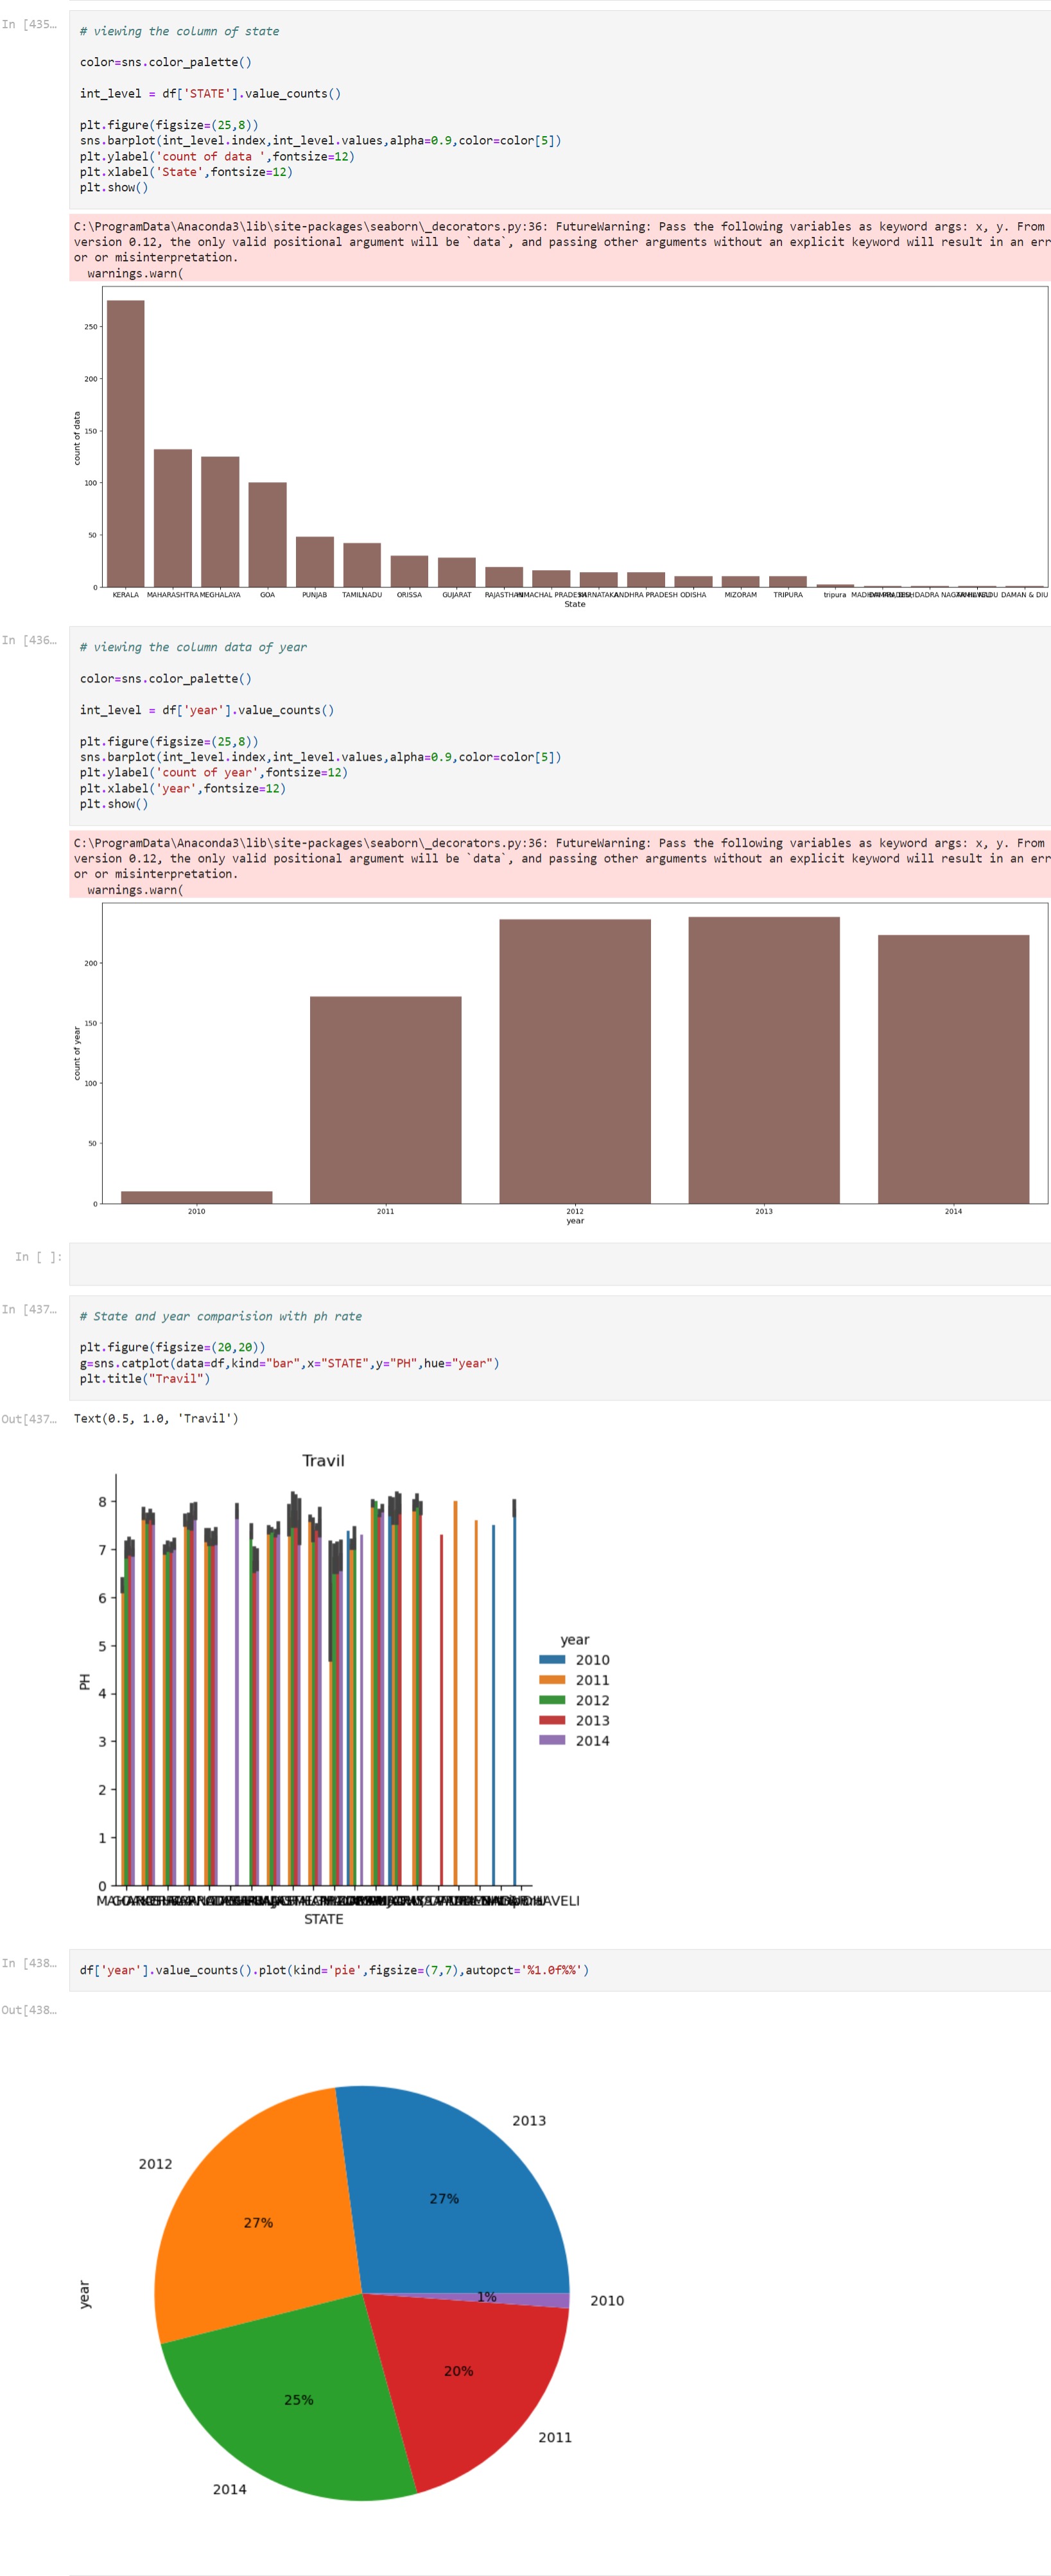 In [435…
# viewing the column of state
color=sns.color_palette()
int_level = df['STATE'].value_counts()
plt.figure(figsize=(25,8))
sns.barplot(int_level.index,int_level.values,alpha=0.9,color=color[5])
plt.ylabel('count of data ',fontsize=12)
plt.xlabel('State',fontsize=12)
plt.show()
C:\ProgramData\Anaconda3\lib\site-packages\seaborn\_decorators.py:36: FutureWarning: Pass the following variables as keyword args: x, y. From
version 0.12, the only valid positional argument will be `data`, and passing other arguments without an explicit keyword will result in an err
or or misinterpretation.
warnings.warn(
250
200
150
100
50
0
count of data
KERALA MAHARASHTRA MEGHALAYA GOA PUNJAB TAMILNADU ORISSA GUJARAT RAJASTHAN HIMACHAL PRADESH KARNATAKA ANDHRA PRADESH ODISHA MIZORAM TRIPURA tripura DAMAN & DIU
State
In [436…
# viewing the column data of year
color=sns.color_palette()
int_level = df['year'].value_counts()
plt.figure(figsize=(25,8))
sns.barplot(int_level.index,int_level.values,alpha=0.9,color=color[5])
plt.ylabel('count of year',fontsize=12)
plt.xlabel('year',fontsize=12)
plt.show()
C:\ProgramData\Anaconda3\lib\site-packages\seaborn\_decorators.py:36: FutureWarning: Pass the following variables as keyword args: x, y. From
version 0.12, the only valid positional argument will be `data`, and passing other arguments without an explicit keyword will result in an err
or or misinterpretation.
warnings.warn(
200
150
100
50
0
count of year
2010 2011 2012 2013 2014
year
In [ ]:
In [437…
# State and year comparision with ph rate
plt.figure(figsize=(20,20))
g=sns.catplot(data=df,kind="bar",x="STATE",y="PH",hue="year")
plt.title("Travil")
Out[437…
Text(0.5, 1.0, 'Travil')
Travil
8
7
6
5
4
3
2
1
0
PH
STATE
year
2010
2011
2012
2013
2014
In [438…
df['year'].value_counts().plot(kind='pie',figsize=(7,7),autopct='%1.0f%%')
Out[438…
2013
2012
27%
27%
year
1%
2010
20%
25%
2011
2014